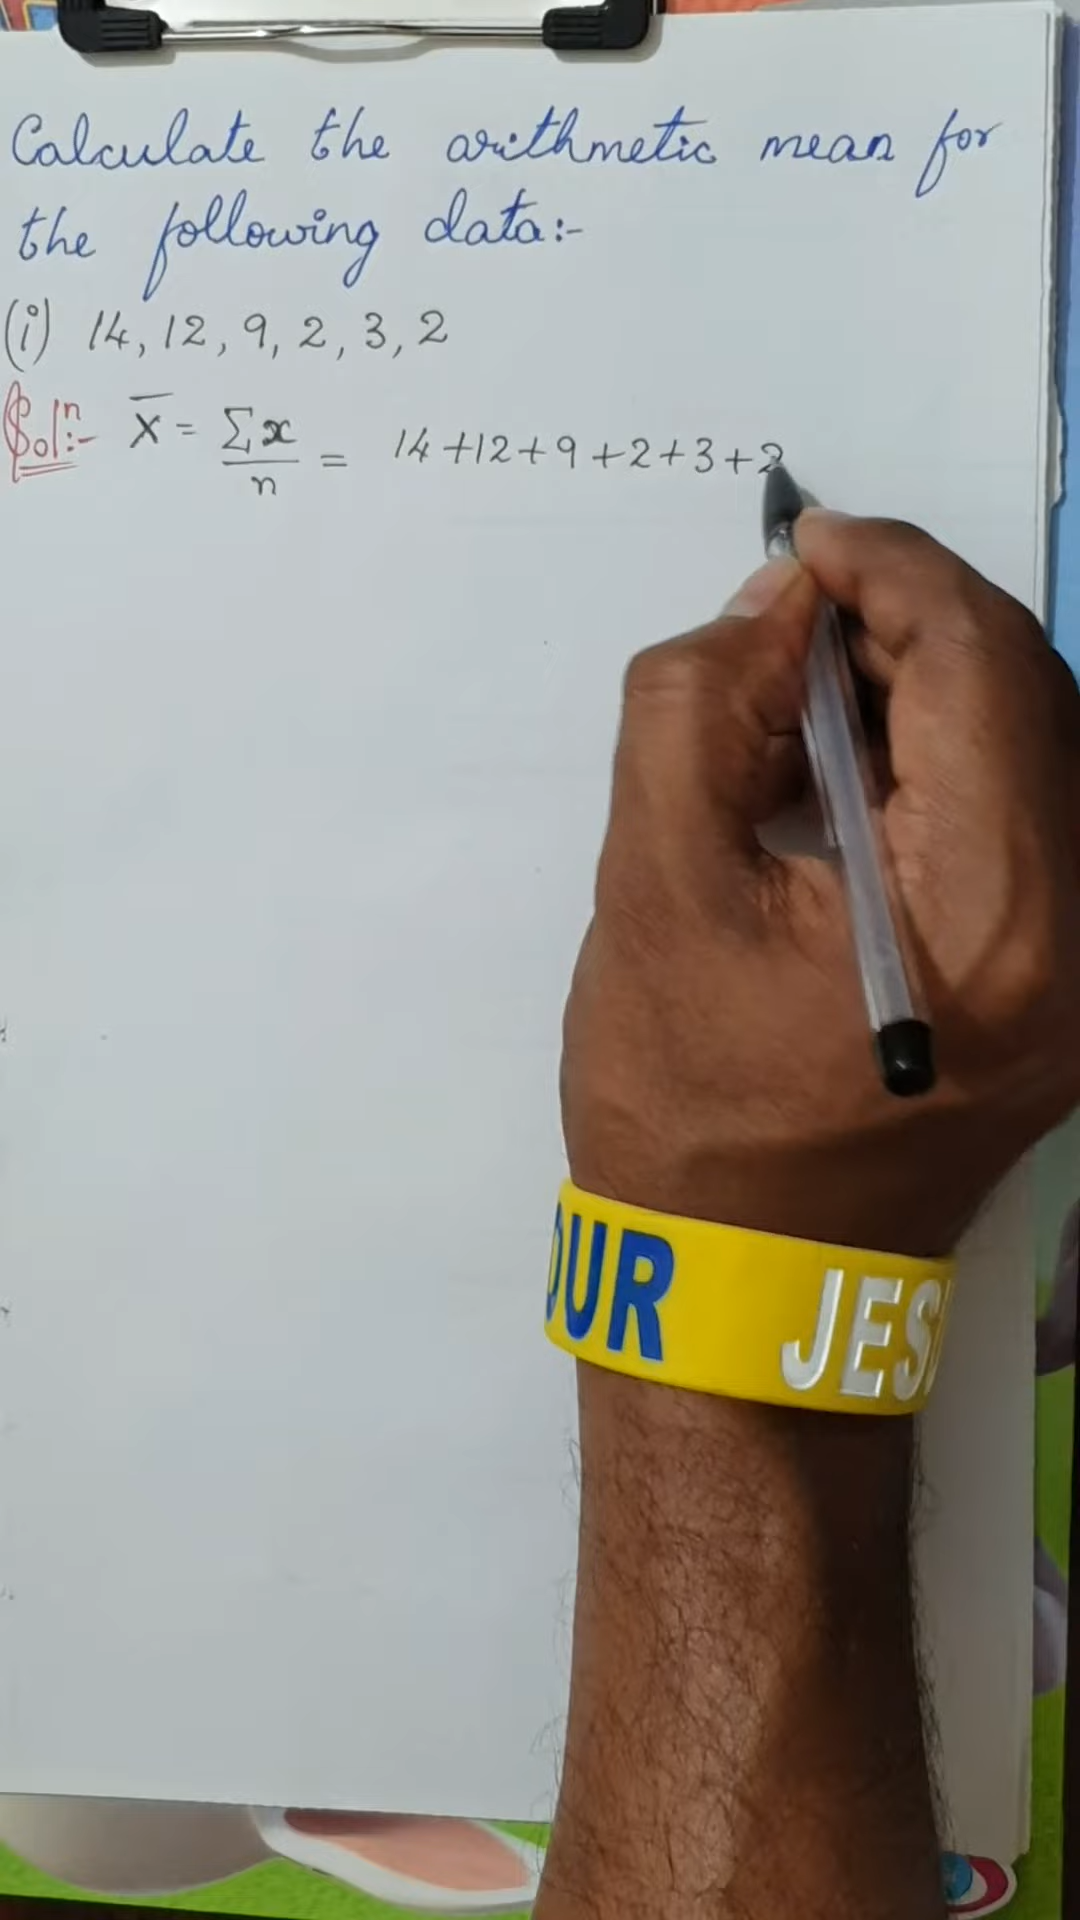 Calculate the arithmetic mean for
the following data:-
(i) 14, 12, 9, 2, 3, 2
Solⁿ:- X̄ = Σx/n = 14+12+9+2+3+2
OUR JESU